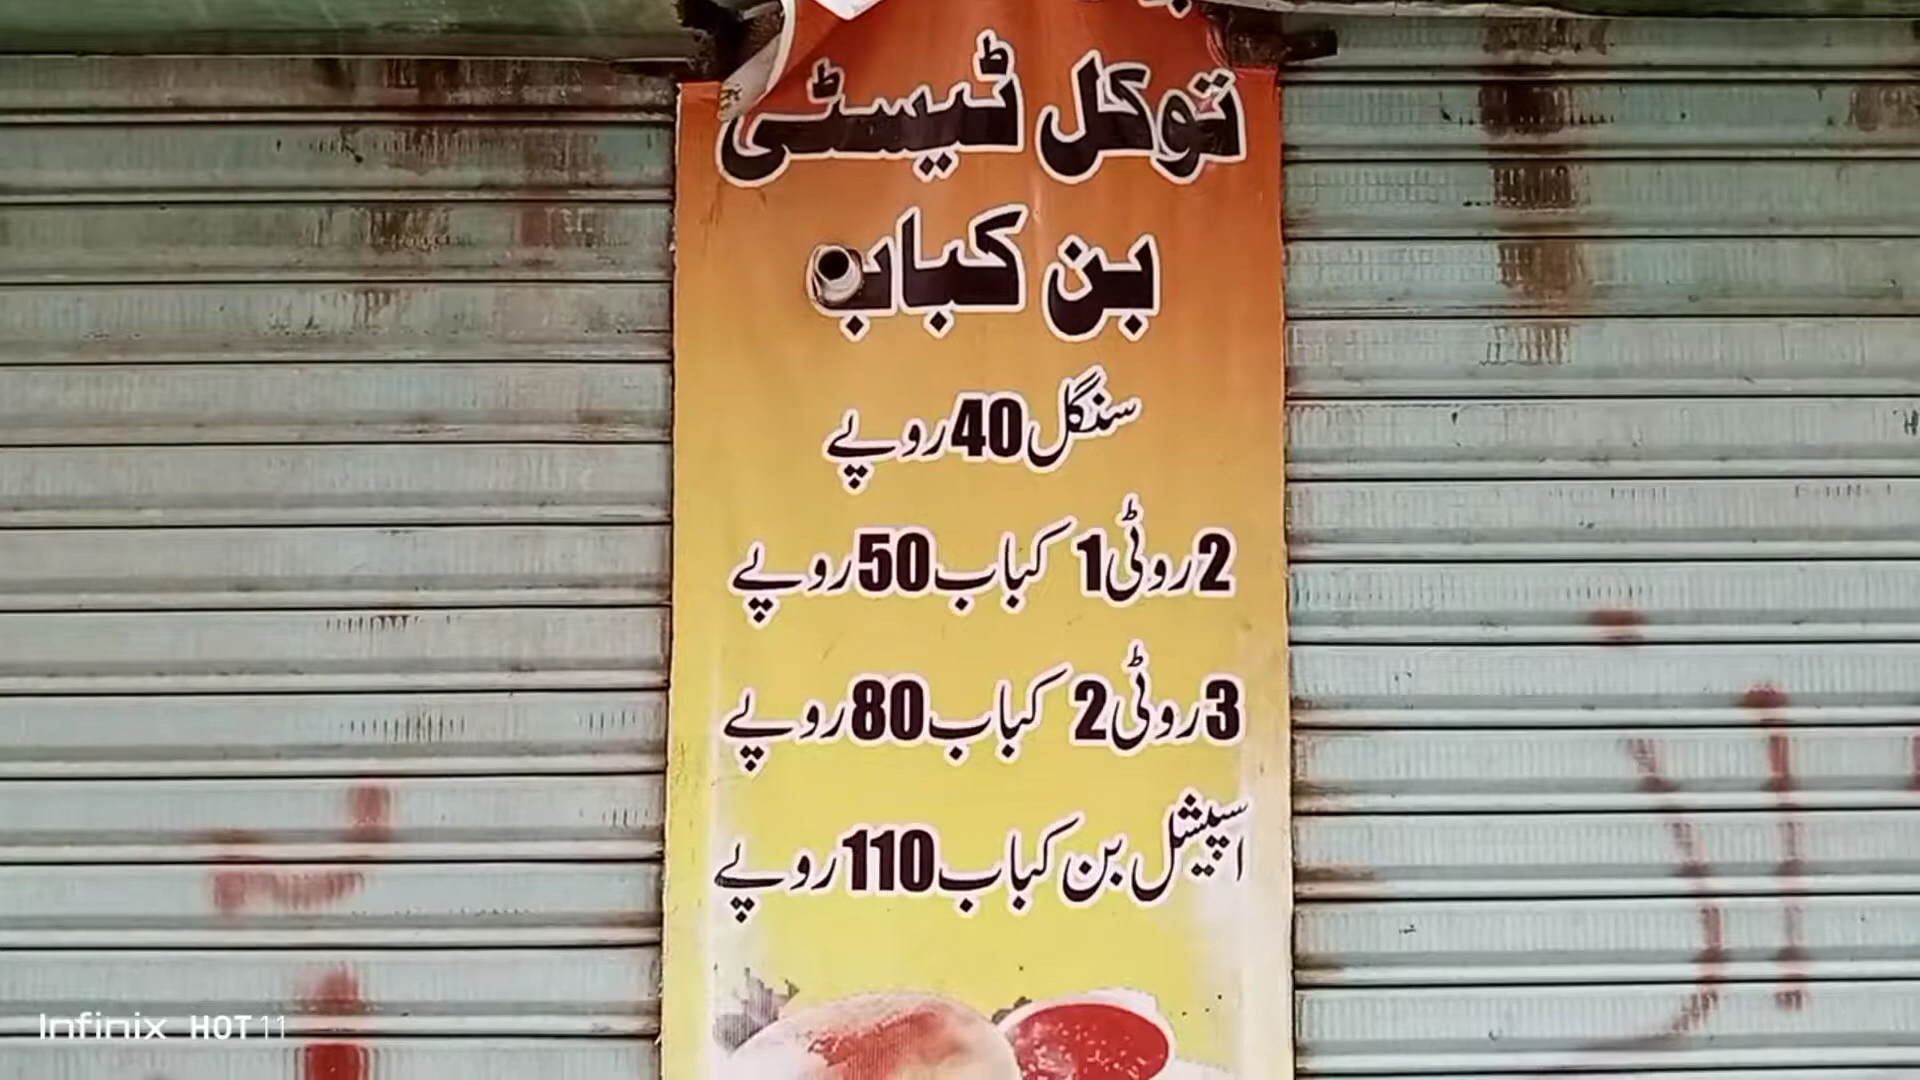 توکل ٹیسٹی
بن کباب
سنگل 40 روپے
2 روٹی 1 کباب 50 روپے
3 روٹی 2 کباب 80 روپے
اسپیشل بن کباب 110 روپے
Infinix HOT 11